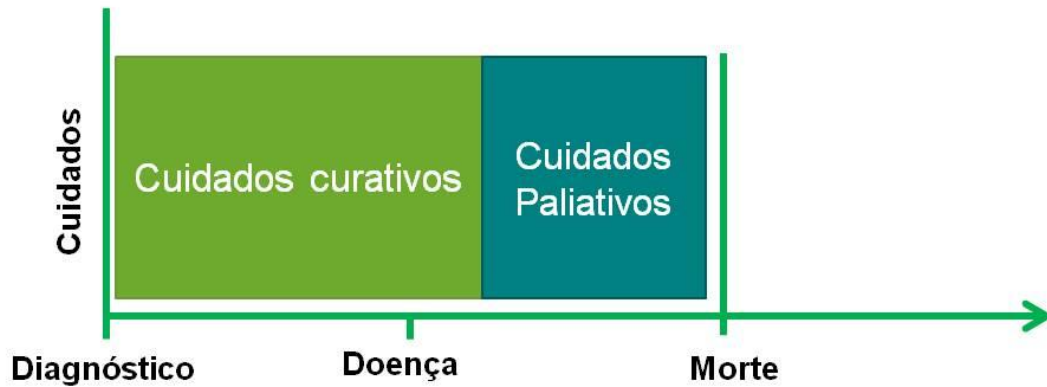 Cuidados
Cuidados curativos
Cuidados
Paliativos
Diagnóstico
Doença
Morte